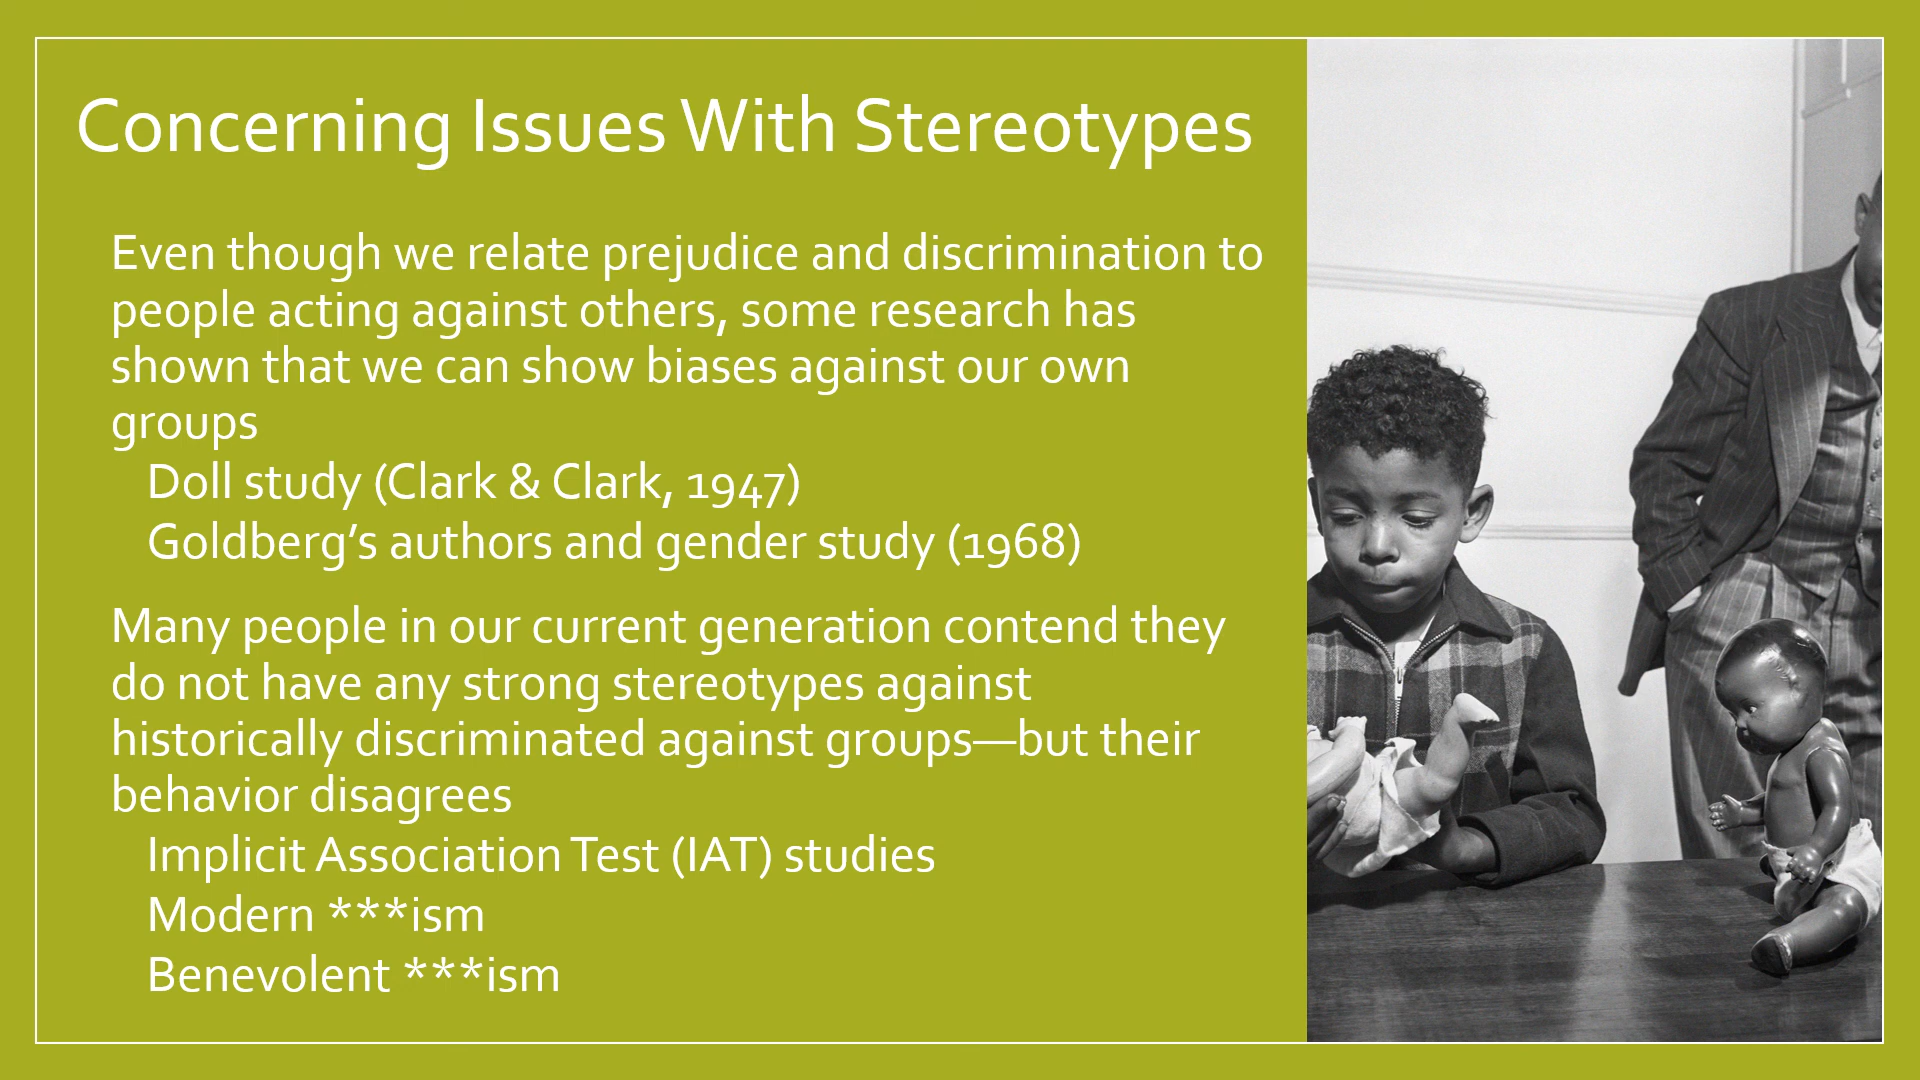 Concerning Issues With Stereotypes
Even though we relate prejudice and discrimination to
people acting against others, some research has
shown that we can show biases against our own
groups
Doll study (Clark & Clark, 1947)
Goldberg’s authors and gender study (1968)
Many people in our current generation contend they
do not have any strong stereotypes against
historically discriminated against groups—but their
behavior disagrees
Implicit Association Test (IAT) studies
Modern ***ism
Benevolent ***ism